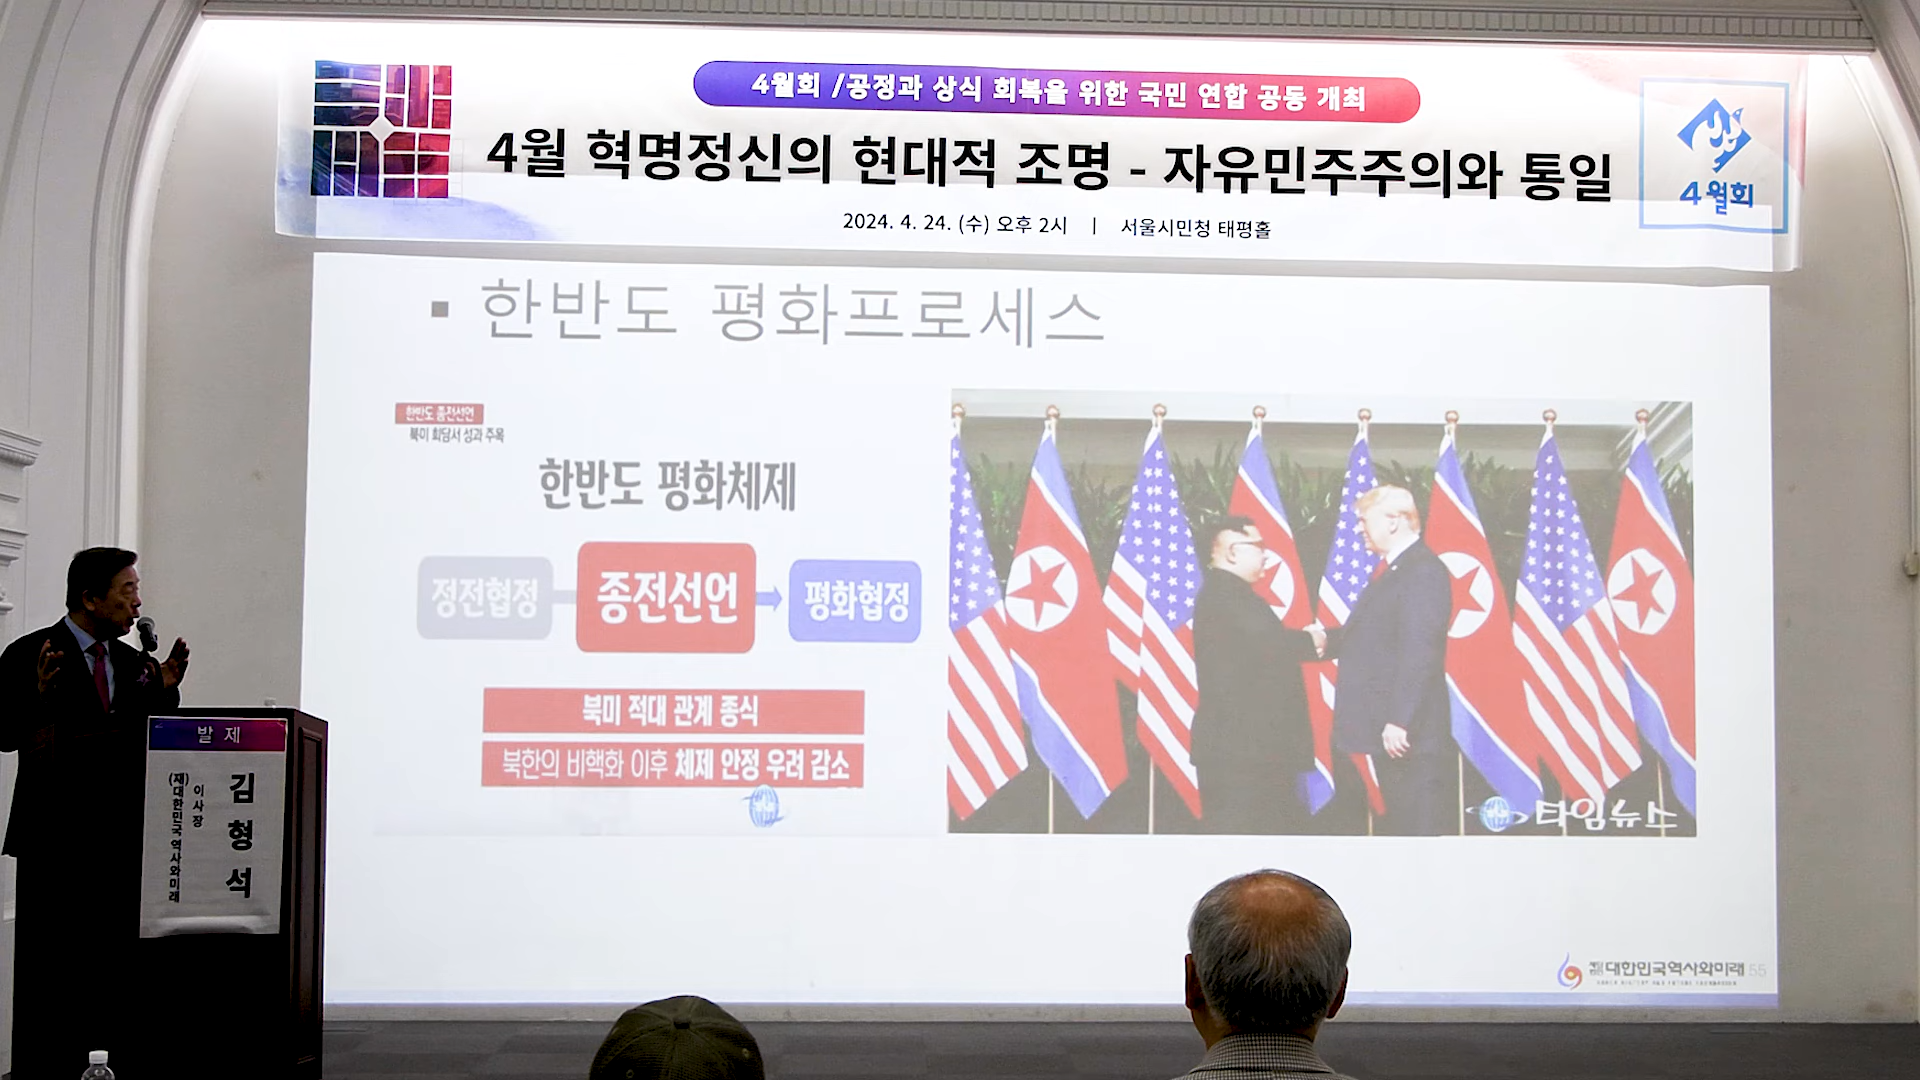 4월회 /공정과 상식 회복을 위한 국민 연합 공동 개최
4월 혁명정신의 현대적 조명 - 자유민주주의와 통일
2024. 4. 24. (수) 오후 2시 | 서울시민청 태평홀
4월회
▪ 한반도 평화프로세스
한반도 종전선언
북미 회담서 성과 주목
한반도 평화체제
정전협정
종전선언
평화협정
북미 적대 관계 종식
북한의 비핵화 이후 체제 안정 우려 감소
타임뉴스
대한민국역사와미래 55
발 제
김형석
이사장
(재)대한민국 역사와미래